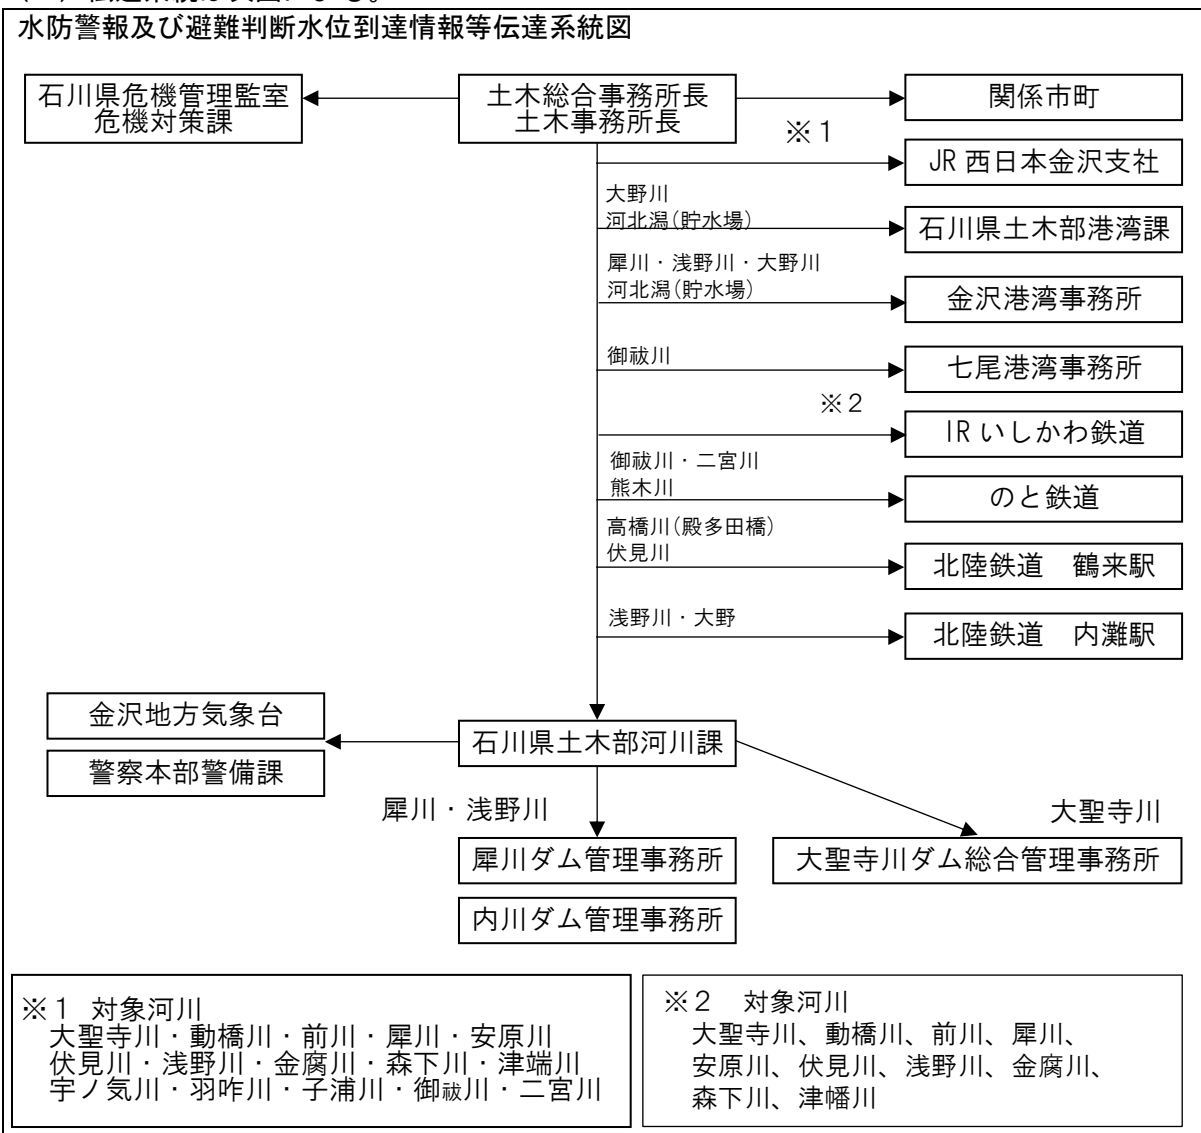 水防警報及び避難判断水位到達情報等伝達系統図
石川県危機管理監室
危機対策課
土木総合事務所長
土木事務所長
関係市町
※１
JR 西日本金沢支社
大野川
河北潟(貯水場)
石川県土木部港湾課
犀川・浅野川・大野川
河北潟(貯水場)
金沢港湾事務所
御祓川
七尾港湾事務所
※２
IR いしかわ鉄道
御祓川・二宮川
熊木川
のと鉄道
高橋川(殿多田橋)
伏見川
北陸鉄道　鶴来駅
浅野川・大野
北陸鉄道　内灘駅
金沢地方気象台
石川県土木部河川課
警察本部警備課
犀川・浅野川
大聖寺川
犀川ダム管理事務所
大聖寺川ダム総合管理事務所
内川ダム管理事務所
※１ 対象河川
大聖寺川・動橋川・前川・犀川・安原川
伏見川・浅野川・金腐川・森下川・津端川
宇ノ気川・羽咋川・子浦川・御祓川・二宮川
※２　対象河川
大聖寺川、動橋川、前川、犀川、
安原川、伏見川、浅野川、金腐川、
森下川、津幡川